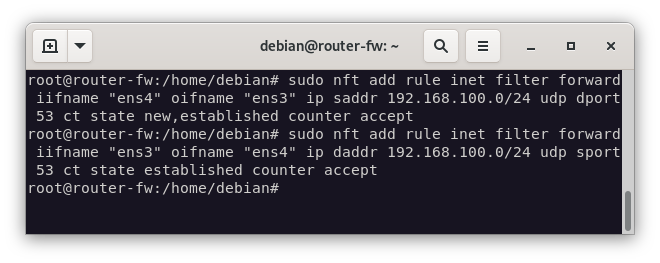 debian@router-fw: ~
root@router-fw:/home/debian# sudo nft add rule inet filter forward
iifname "ens4" oifname "ens3" ip saddr 192.168.100.0/24 udp dport
53 ct state new,established counter accept
root@router-fw:/home/debian# sudo nft add rule inet filter forward
iifname "ens3" oifname "ens4" ip daddr 192.168.100.0/24 udp sport
53 ct state established counter accept
root@router-fw:/home/debian#